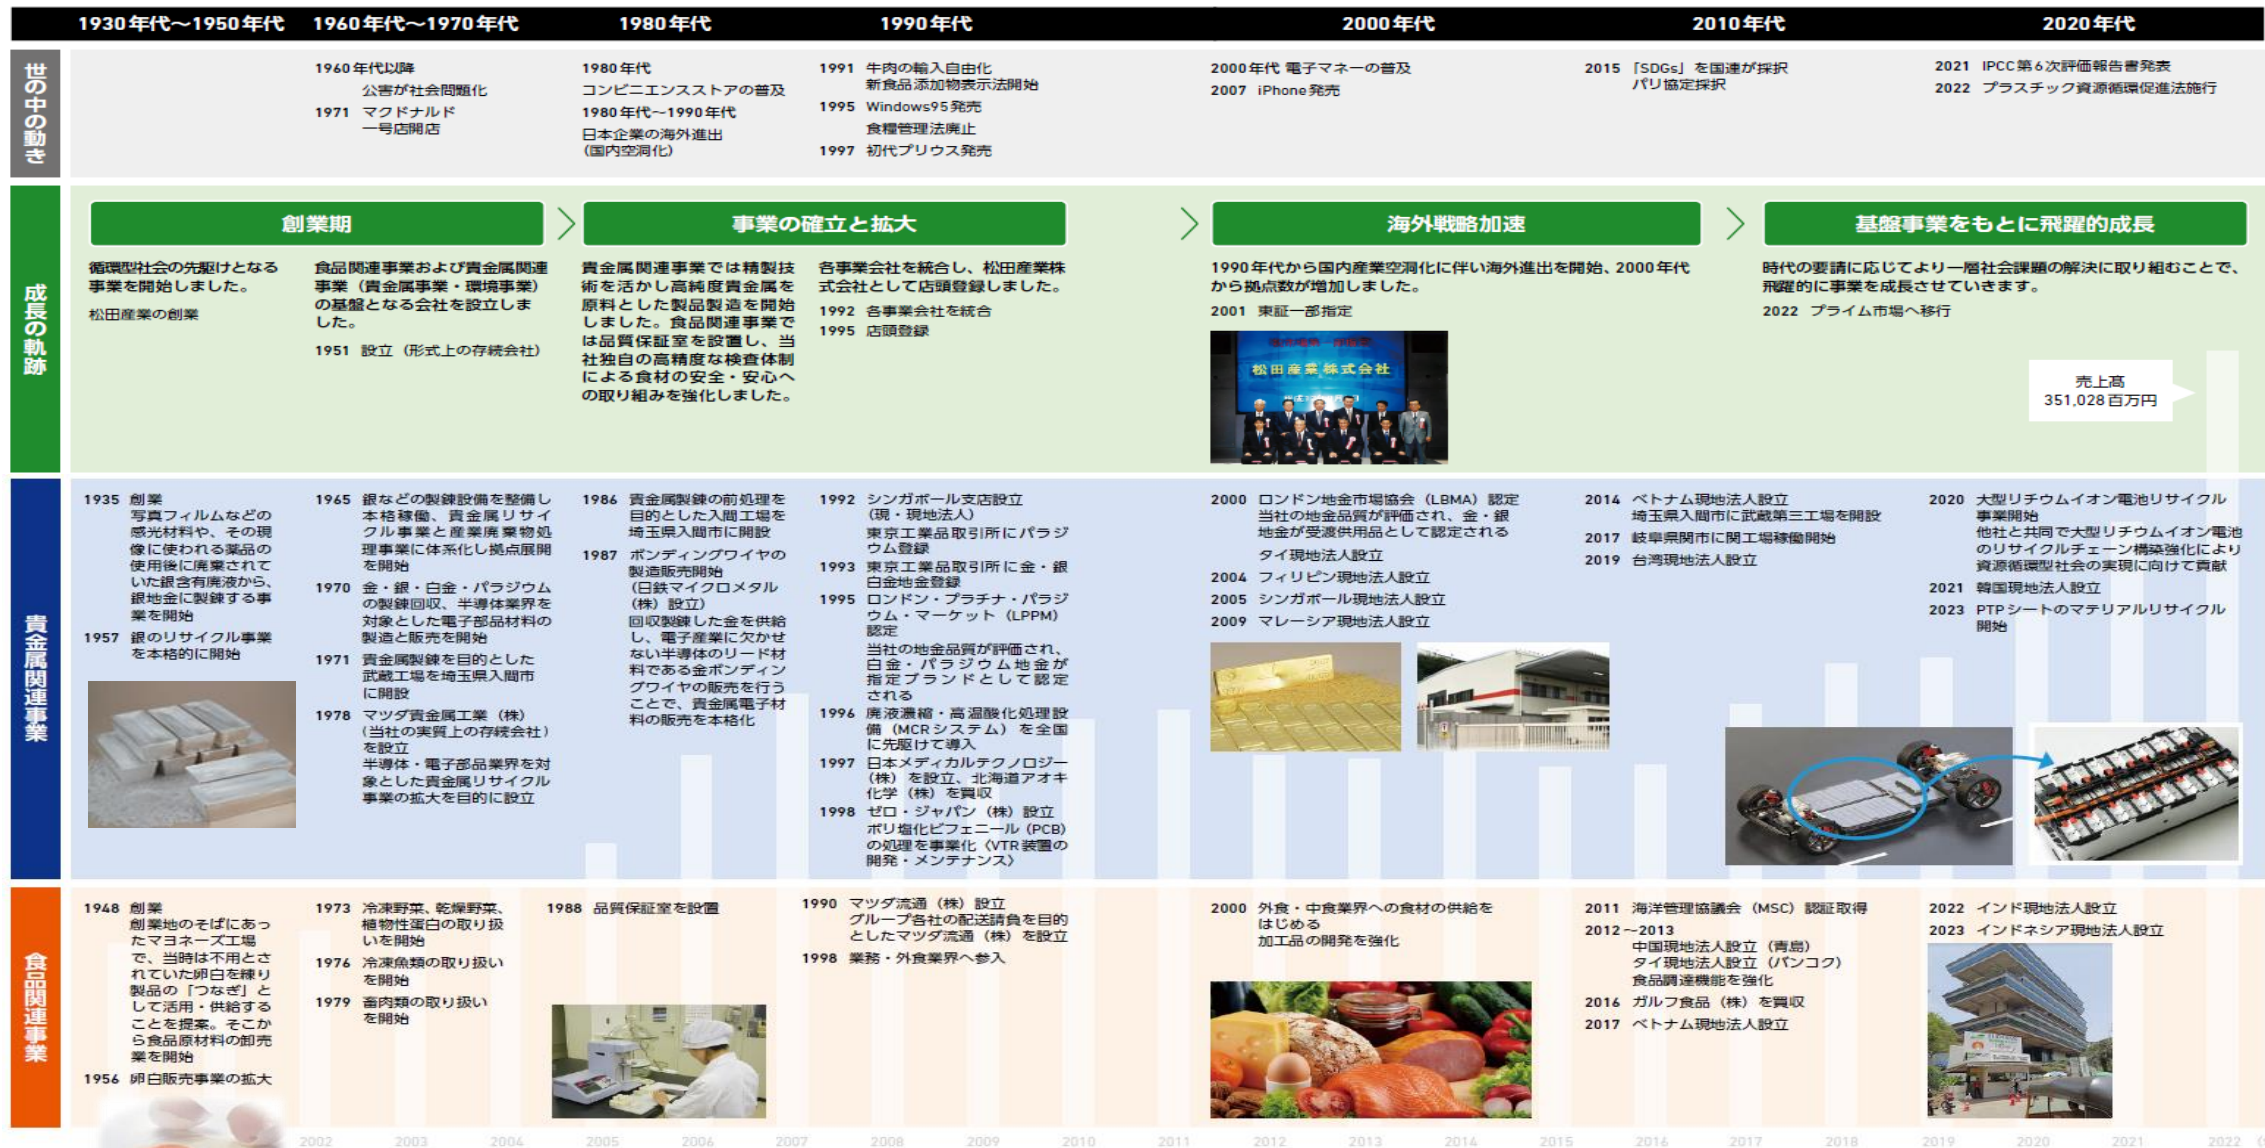 1930年代～1950年代
1960年代～1970年代
1980年代
1990年代
2000年代
2010年代
2020年代
世の中の動き
1960年代以降
公害が社会問題化
1971 マクドナルド
一号店開店
1980年代
コンビニエンスストアの普及
1980年代～1990年代
日本企業の海外進出
（国内空洞化）
1991 牛肉の輸入自由化
新食品添加物表示法開始
1995 Windows95発売
食糧管理法廃止
1997 初代プリウス発売
2000年代 電子マネーの普及
2007 iPhone発売
2015 「SDGs」を国連が採択
パリ協定採択
2021 IPCC第6次評価報告書発表
2022 プラスチック資源循環促進法施行
成長の軌跡
創業期
事業の確立と拡大
海外戦略加速
基盤事業をもとに飛躍的成長
循環型社会の先駆けとなる
事業を開始しました。
松田産業の創業
食品関連事業および貴金属関連
事業（貴金属事業・環境事業）
の基盤となる会社を設立しま
した。
1951 設立（形式上の存続会社）
貴金属関連事業では精製技
術を活かし高純度貴金属を
原料とした製品製造を開始
しました。食品関連事業で
は品質保証室を設置し、当
社独自の高精度な検査体制
による食材の安全・安心へ
の取り組みを強化しました。
各事業会社を統合し、松田産業株
式会社として店頭登録しました。
1992 各事業会社を統合
1995 店頭登録
1990年代から国内産業空洞化に伴い海外進出を開始、2000年代
から拠点数が増加しました。
2001 東証一部指定
松田産業株式会社
時代の要請に応じてより一層社会課題の解決に取り組むことで、
飛躍的に事業を成長させていきます。
2022 プライム市場へ移行
売上高
351,028百万円
貴金属関連事業
1935 創業
写真フィルムなどの
感光材料や、その現
像に使われる薬品の
使用後に廃棄されて
いた銀含有廃液から、
銀地金に製錬する事
業を開始
1957 銀のリサイクル事業
を本格的に開始
1965 銀などの製錬設備を整備し
本格稼働、貴金属リサイ
クル事業と産業廃棄物処
理事業に体系化し拠点展開
を開始
1970 金・銀・白金・パラジウム
の製錬回収、半導体業界を
対象とした電子部品材料の
製造と販売を開始
1971 貴金属製錬を目的とした
武蔵工場を埼玉県入間市
に開設
1978 マツダ貴金属工業（株）
（当社の実質上の存続会社）
を設立
半導体・電子部品業界を対
象とした貴金属リサイクル
事業の拡大を目的に設立
1986 貴金属製錬の前処理を
目的とした入間工場を
埼玉県入間市に開設
1987 ボンディングワイヤの
製造販売開始
（日鉄マイクロメタル
（株）設立）
回収製錬した金を供給
し、電子産業に欠かせ
ない半導体のリード材
料である金ボンディン
グワイヤの販売を行う
ことで、貴金属電子材
料の販売を本格化
1992 シンガポール支店設立
（現・現地法人）
東京工業品取引所にパラジ
ウム登録
1993 東京工業品取引所に金・銀
白金地金登録
1995 ロンドン・プラチナ・パラジ
ウム・マーケット（LPPM）
認定
当社の地金品質が評価され、
白金・パラジウム地金が
指定ブランドとして認定
される
1996 廃液濃縮・高温酸化処理設
備（MCRシステム）を全国
に先駆けて導入
1997 日本メディカルテクノロジー
（株）を設立、北海道アオキ
化学（株）を買収
1998 ゼロ・ジャパン（株）設立
ポリ塩化ビフェニール（PCB）
の処理を事業化〈VTR装置の
開発・メンテナンス〉
2000 ロンドン地金市場協会（LBMA）認定
当社の地金品質が評価され、金・銀
地金が受渡供用品として認定される
タイ現地法人設立
2004 フィリピン現地法人設立
2005 シンガポール現地法人設立
2009 マレーシア現地法人設立
2014 ベトナム現地法人設立
埼玉県入間市に武蔵第三工場を開設
2017 岐阜県関市に関工場稼働開始
2019 台湾現地法人設立
2020 大型リチウムイオン電池リサイクル
事業開始
他社と共同で大型リチウムイオン電池
のリサイクルチェーン構築強化により
資源循環型社会の実現に向けて貢献
2021 韓国現地法人設立
2023 PTPシートのマテリアルリサイクル
開始
食品関連事業
1948 創業
創業地のそばにあっ
たマヨネーズ工場
で、当時は不用とさ
れていた卵白を練り
製品の「つなぎ」と
して活用・供給する
ことを提案。そこか
ら食品原材料の卸売
業を開始
1956 卵白販売事業の拡大
1973 冷凍野菜、乾燥野菜、
植物性蛋白の取り扱
いを開始
1976 冷凍魚類の取り扱い
を開始
1979 畜肉類の取り扱い
を開始
1988 品質保証室を設置
1990 マツダ流通（株）設立
グループ各社の配送請負を目的
としたマツダ流通（株）を設立
1998 業務・外食業界へ参入
2000 外食・中食業界への食材の供給を
はじめる
加工品の開発を強化
2011 海洋管理協議会（MSC）認証取得
2012～2013
中国現地法人設立（青島）
タイ現地法人設立（バンコク）
食品調達機能を強化
2016 ガルフ食品（株）を買収
2017 ベトナム現地法人設立
2022 インド現地法人設立
2023 インドネシア現地法人設立
2002 2003 2004 2005 2006 2007 2008 2009 2010 2011 2012 2013 2014 2015 2016 2017 2018 2019 2020 2021 2022